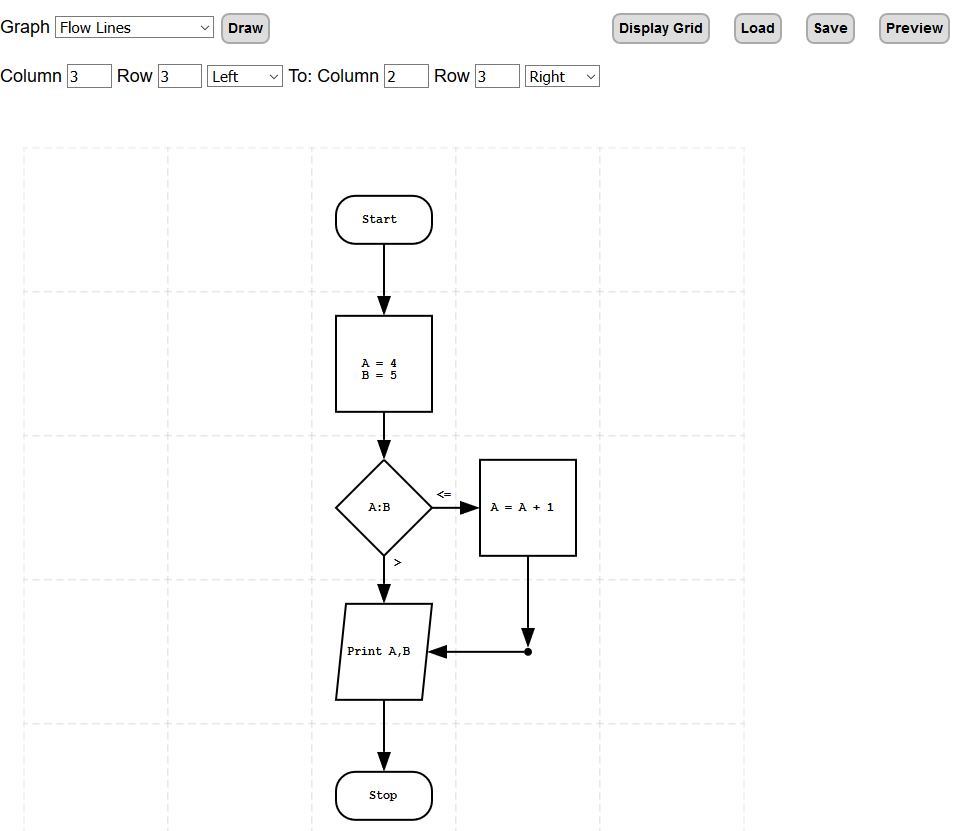 Graph Flow Lines Draw Display Grid Load Save Preview
Column 3 Row 3 Left To: Column 2 Row 3 Right
Start
A = 4
B = 5
<=
A:B
A = A + 1
>
Print A,B
Stop